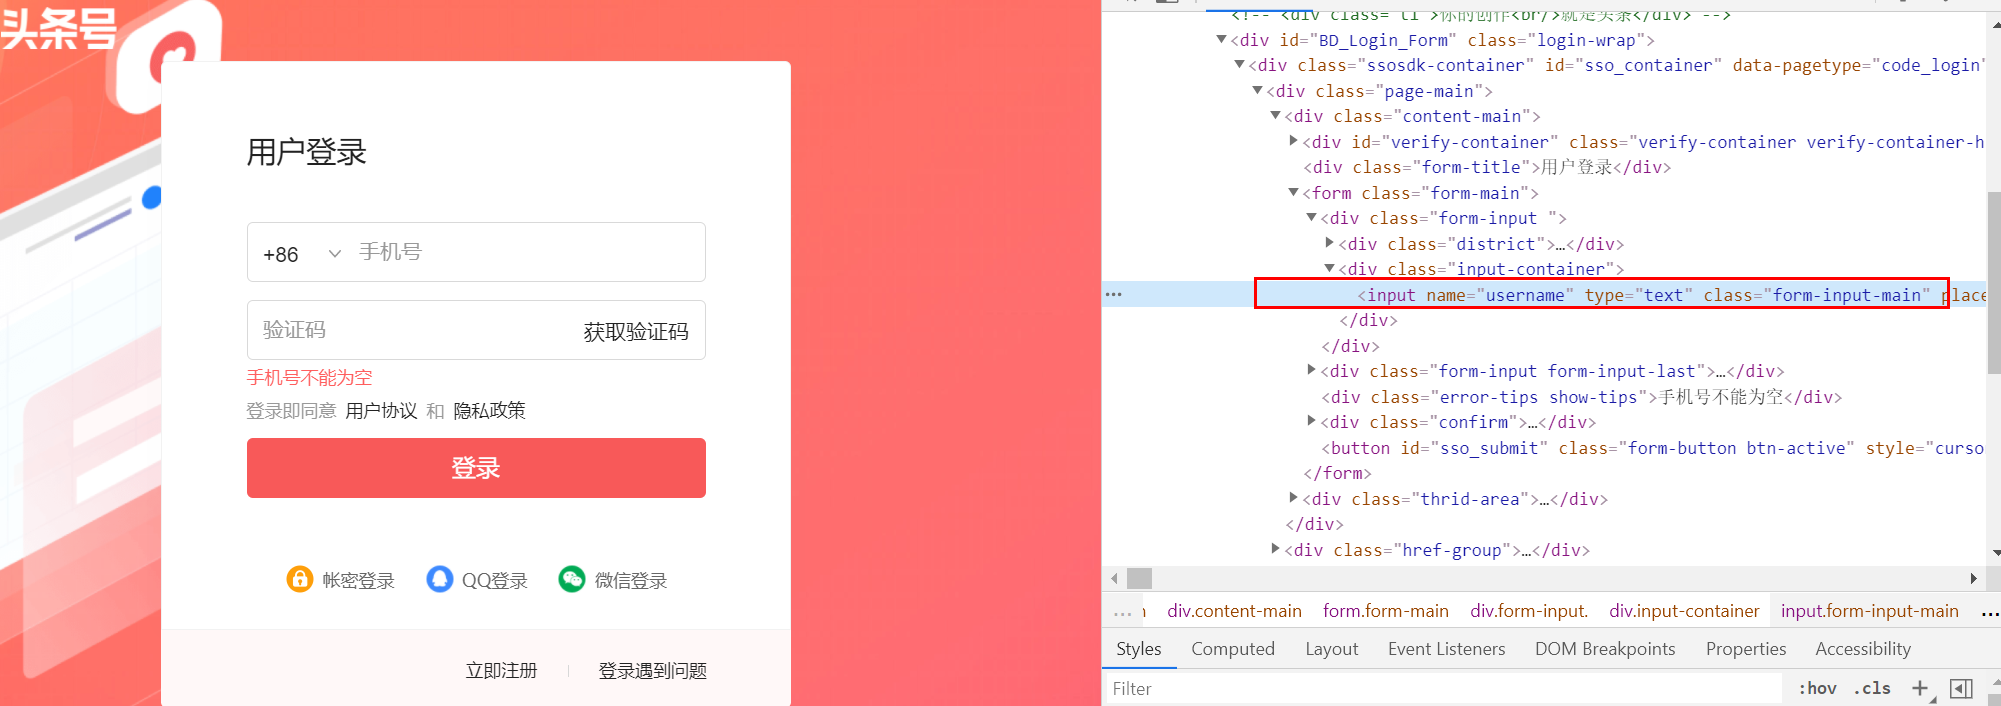 头条号
用户登录
+86 手机号
验证码 获取验证码
手机号不能为空
登录即同意 用户协议 和 隐私政策
登录
帐密登录 QQ登录 微信登录
立即注册 登录遇到问题
<!-- <div class="tl">你的创作<br/>就是头条</div> -->
<div id="BD_Login_Form" class="login-wrap">
<div class="ssosdk-container" id="sso_container" data-pagetype="code_login"
<div class="page-main">
<div class="content-main">
<div id="verify-container" class="verify-container verify-container-h
<div class="form-title">用户登录</div>
<form class="form-main">
<div class="form-input ">
<div class="district">…</div>
<div class="input-container">
… <input name="username" type="text" class="form-input-main" place
</div>
</div>
<div class="form-input form-input-last">…</div>
<div class="error-tips show-tips">手机号不能为空</div>
<div class="confirm">…</div>
<button id="sso_submit" class="form-button btn-active" style="curso
</form>
<div class="thrid-area">…</div>
</div>
<div class="href-group">…</div>
… div.content-main form.form-main div.form-input. div.input-container input.form-input-main …
Styles Computed Layout Event Listeners DOM Breakpoints Properties Accessibility
Filter :hov .cls +